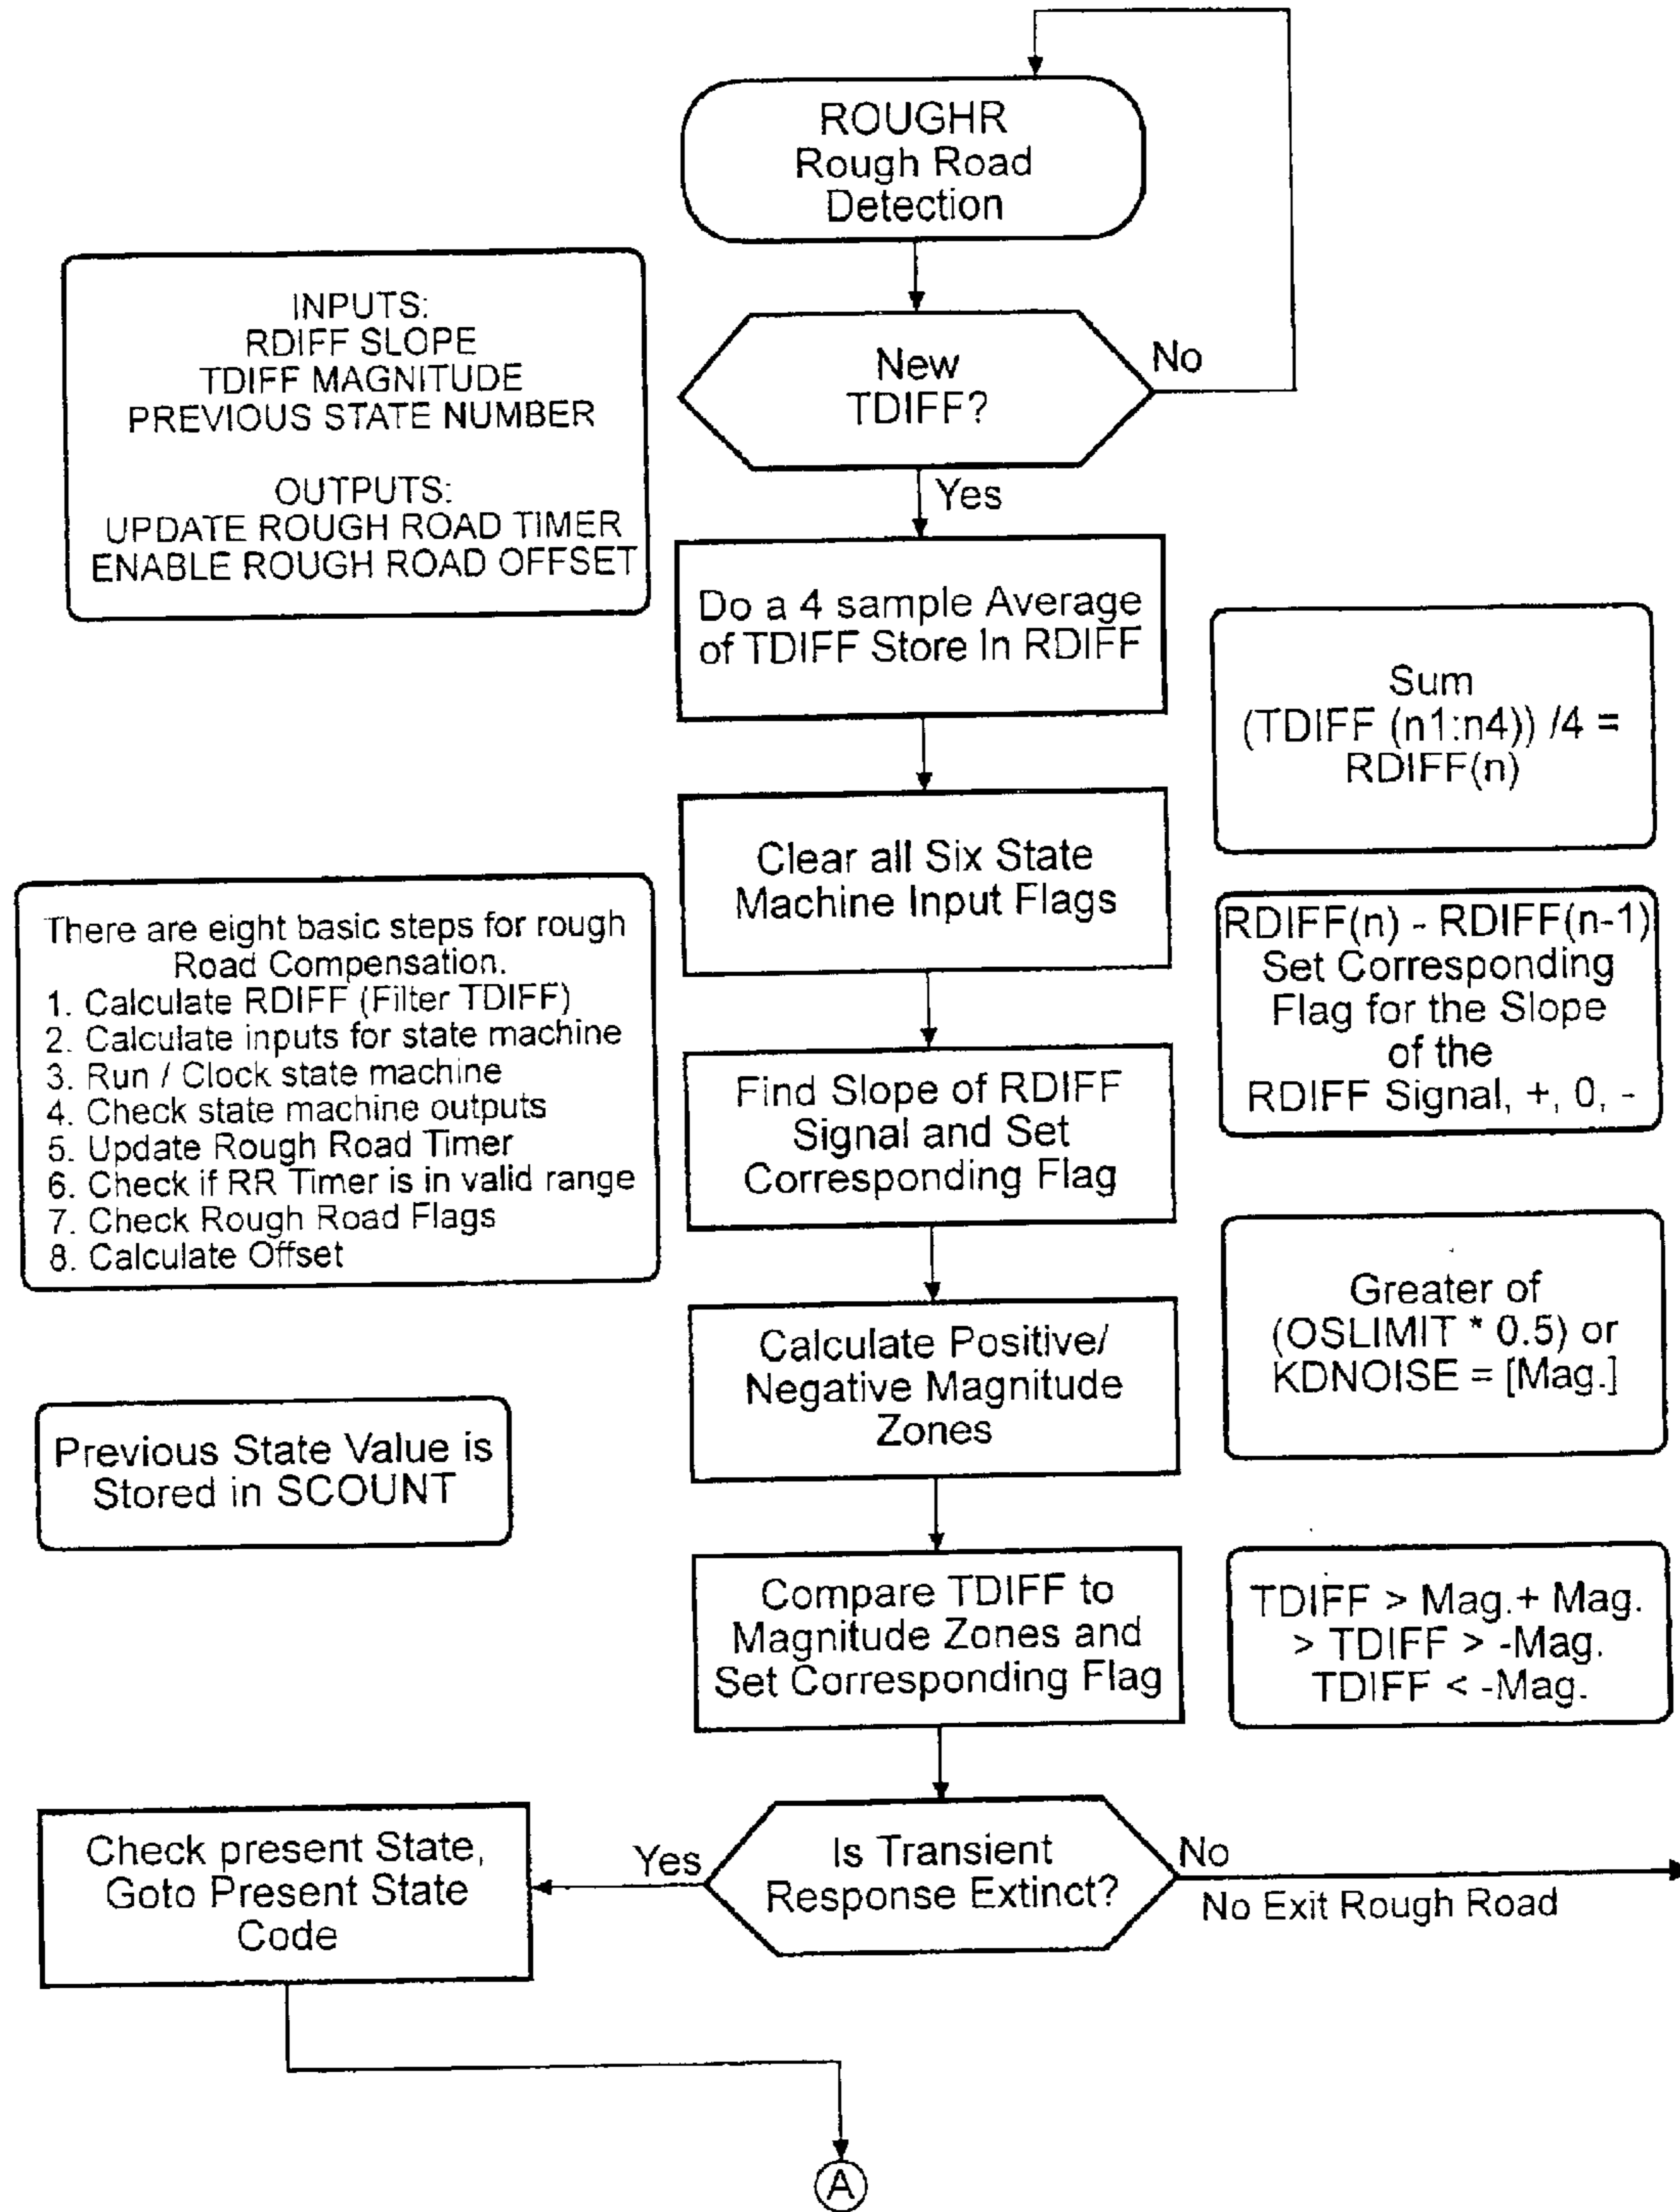 ROUGHR
Rough Road
Detection
INPUTS:
RDIFF SLOPE
TDIFF MAGNITUDE
PREVIOUS STATE NUMBER
OUTPUTS:
UPDATE ROUGH ROAD TIMER
ENABLE ROUGH ROAD OFFSET
New
TDIFF?
No
Yes
Do a 4 sample Average
of TDIFF Store In RDIFF
Sum
(TDIFF (n1:n4)) /4 =
RDIFF(n)
Clear all Six State
Machine Input Flags
There are eight basic steps for rough
Road Compensation.
1. Calculate RDIFF (Filter TDIFF)
2. Calculate inputs for state machine
3. Run / Clock state machine
4. Check state machine outputs
5. Update Rough Road Timer
6. Check if RR Timer is in valid range
7. Check Rough Road Flags
8. Calculate Offset
RDIFF(n) - RDIFF(n-1)
Set Corresponding
Flag for the Slope
of the
RDIFF Signal, +, 0, -
Find Slope of RDIFF
Signal and Set
Corresponding Flag
Calculate Positive/
Negative Magnitude
Zones
Greater of
(OSLIMIT * 0.5) or
KDNOISE = [Mag.]
Previous State Value is
Stored in SCOUNT
Compare TDIFF to
Magnitude Zones and
Set Corresponding Flag
TDIFF > Mag.+ Mag.
> TDIFF > -Mag.
TDIFF < -Mag.
Check present State,
Goto Present State
Code
Yes
Is Transient
Response Extinct?
No
No Exit Rough Road
A